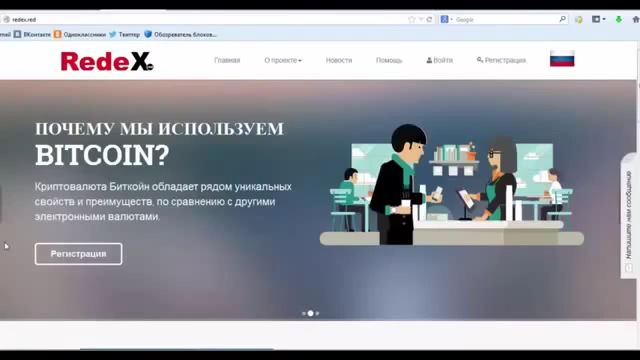 redex.red
Google
ВКонтакте
Одноклассники
Твиттер
Обозреватель блоков...
RedeX
Главная
О проекте
Новости
Помощь
Войти
Регистрация
ПОЧЕМУ МЫ ИСПОЛЬЗУЕМ
BITCOIN?
Криптовалюта Биткойн обладает рядом уникальных
свойств и преимуществ, по сравнению с другими
электронными валютами.
Регистрация
Напишите нам сообщение